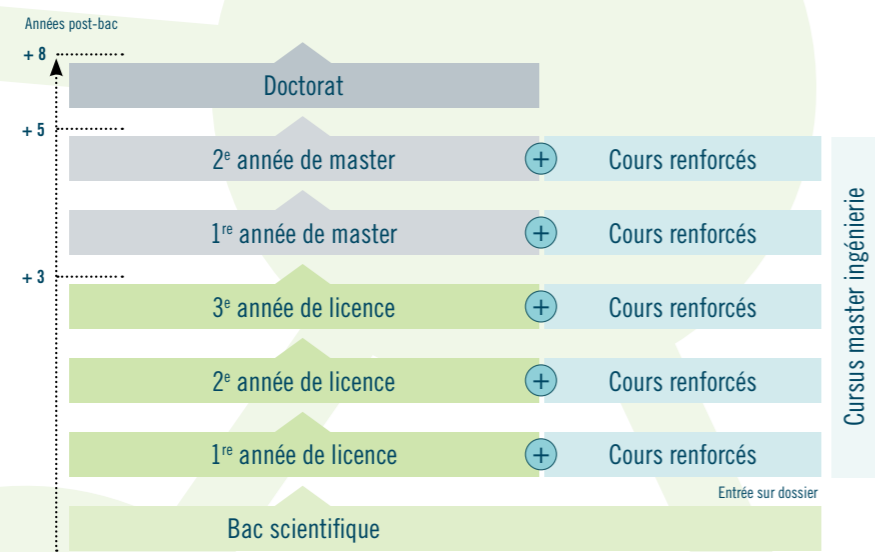 Années post-bac
+ 8
Doctorat
+ 5
2e année de master + Cours renforcés
1re année de master + Cours renforcés
+ 3
3e année de licence + Cours renforcés
2e année de licence + Cours renforcés
1re année de licence + Cours renforcés
Entrée sur dossier
Bac scientifique
Cursus master ingénierie